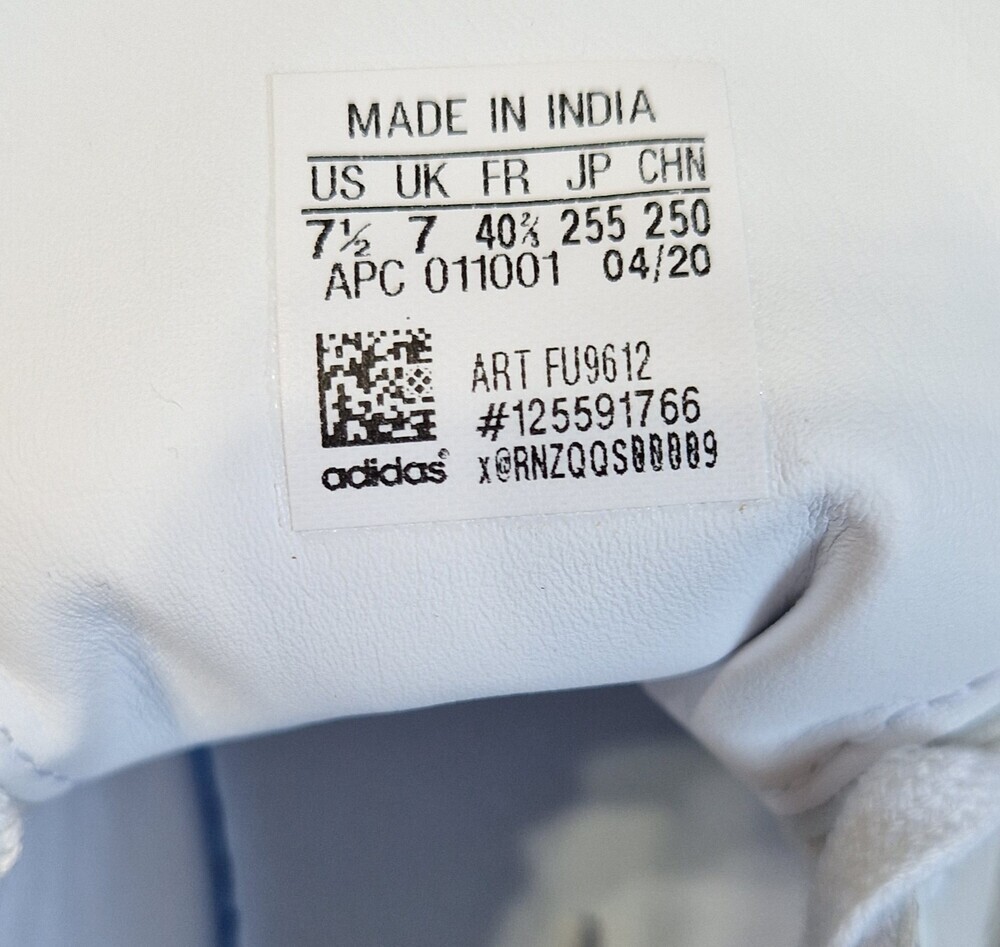 MADE IN INDIA
US UK FR JP CHN
7½ 7 40⅔ 255 250
APC 011001 04/20
ART FU9612
#125591766
adidas® x@RNZQQS00009